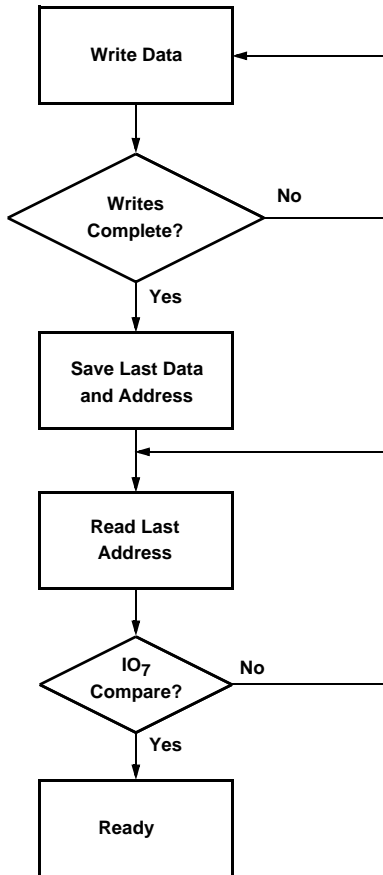 Write Data
Writes
Complete?
No
Yes
Save Last Data
and Address
Read Last
Address
IO7
Compare?
No
Yes
Ready